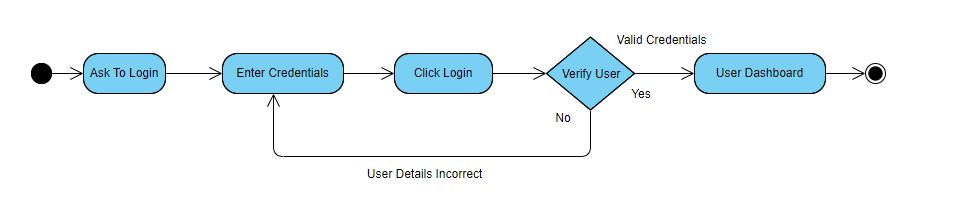 Valid Credentials
Ask To Login
Enter Credentials
Click Login
Verify User
User Dashboard
Yes
No
User Details Incorrect